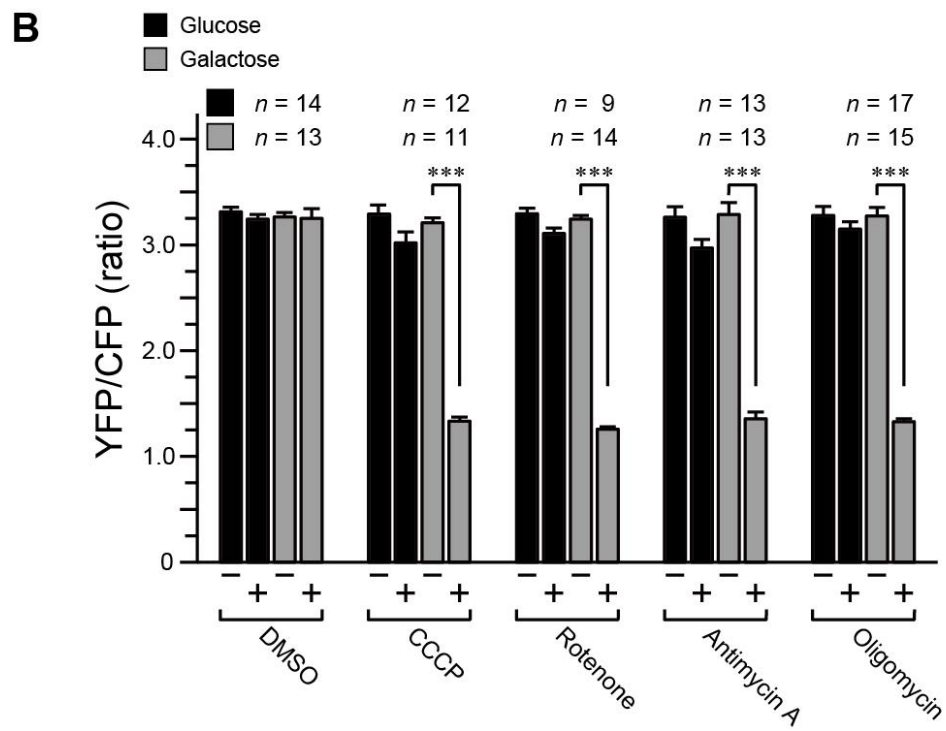 B
Glucose
Galactose
n = 14 n = 12 n = 9 n = 13 n = 17
n = 13 n = 11 n = 14 n = 13 n = 15
*** *** *** ***
YFP/CFP (ratio)
4.0
3.0
2.0
1.0
0
− − − − − − − − − −
+ + + + + + + + + +
DMSO CCCP Rotenone Antimycin A Oligomycin